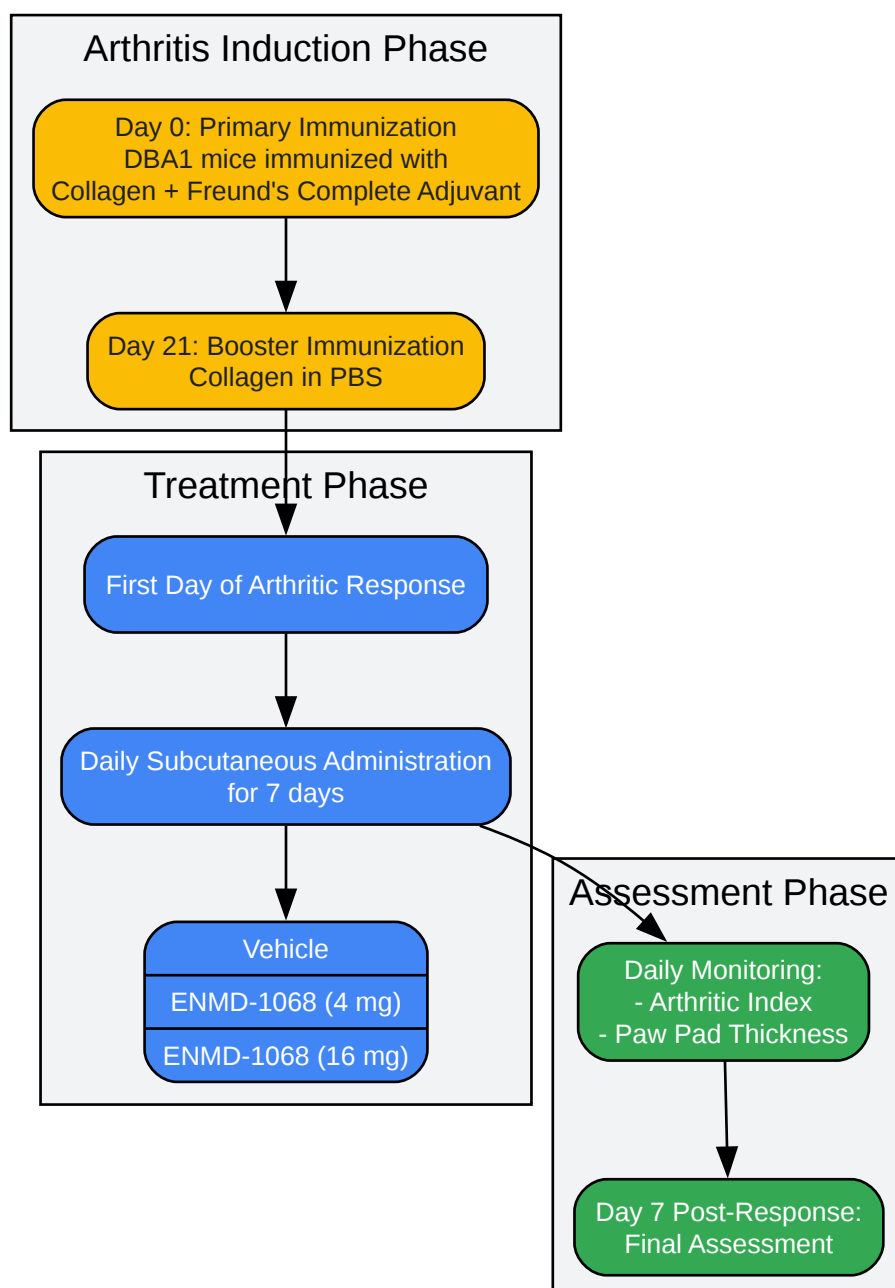 Arthritis Induction Phase
Day 0: Primary Immunization
DBA1 mice immunized with
Collagen + Freund's Complete Adjuvant
Day 21: Booster Immunization
Collagen in PBS
Treatment Phase
First Day of Arthritic Response
Daily Subcutaneous Administration
for 7 days
Vehicle
ENMD-1068 (4 mg)
ENMD-1068 (16 mg)
Assessment Phase
Daily Monitoring:
- Arthritic Index
- Paw Pad Thickness
Day 7 Post-Response:
Final Assessment